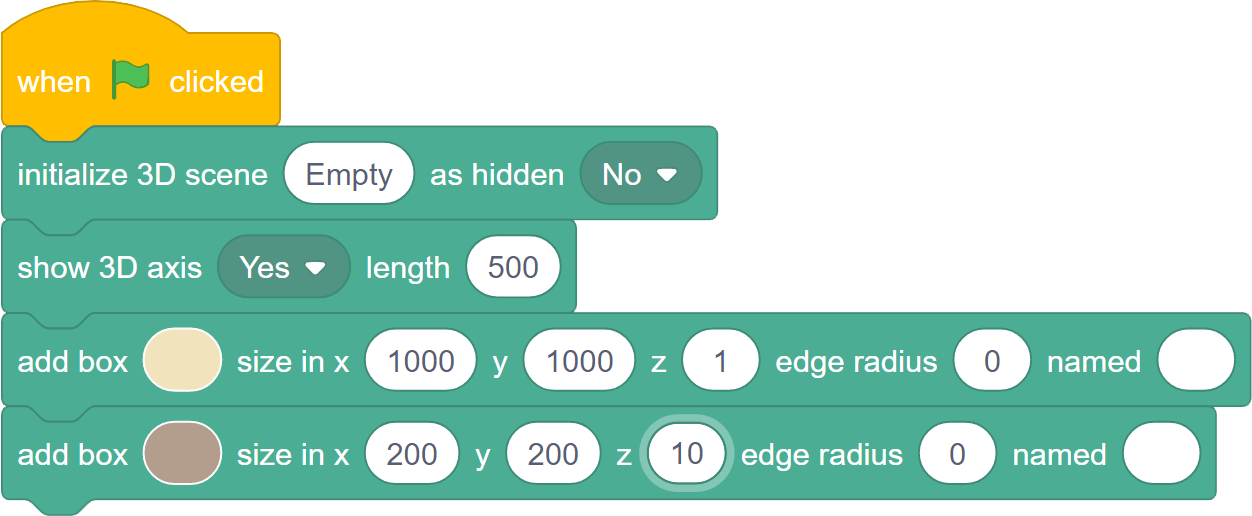 when clicked
initialize 3D scene Empty as hidden No
show 3D axis Yes length 500
add box size in x 1000 y 1000 z 1 edge radius 0 named
add box size in x 200 y 200 z 10 edge radius 0 named